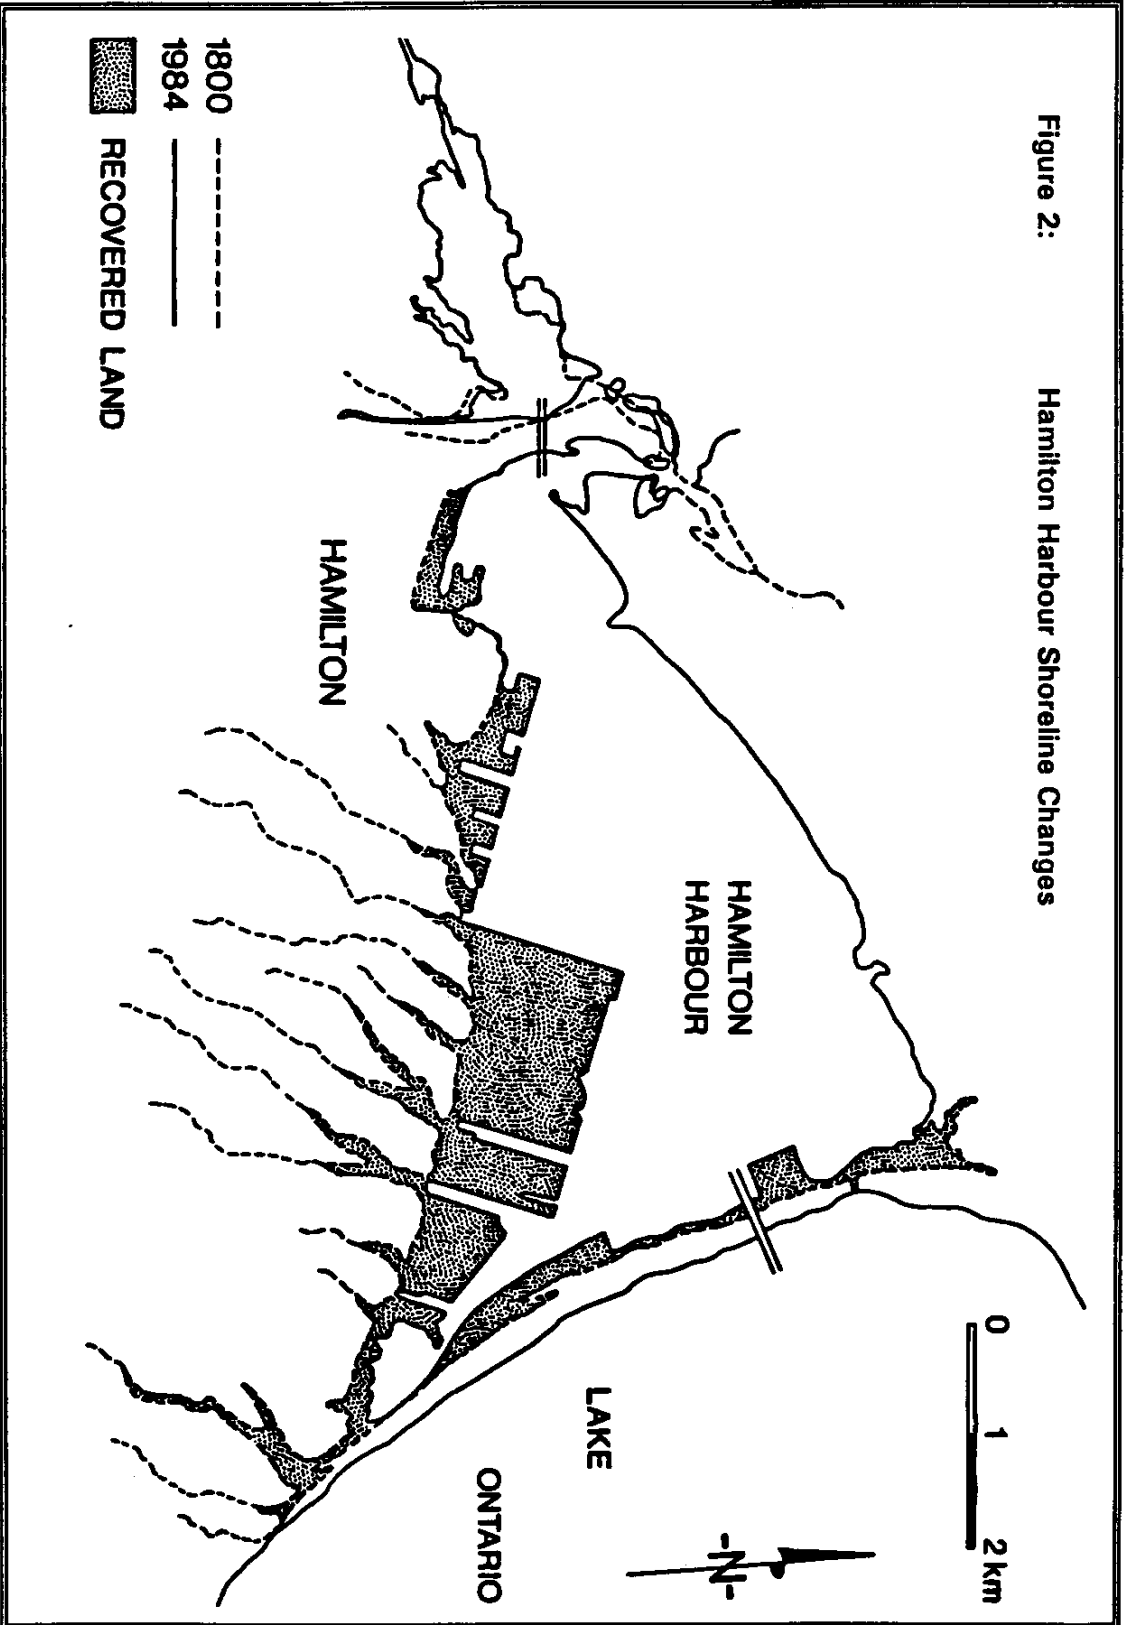 Figure 2: Hamilton Harbour Shoreline Changes
0 1 2 km
HAMILTON
HARBOUR
LAKE
ONTARIO
-N-
HAMILTON
1800
1984
RECOVERED LAND